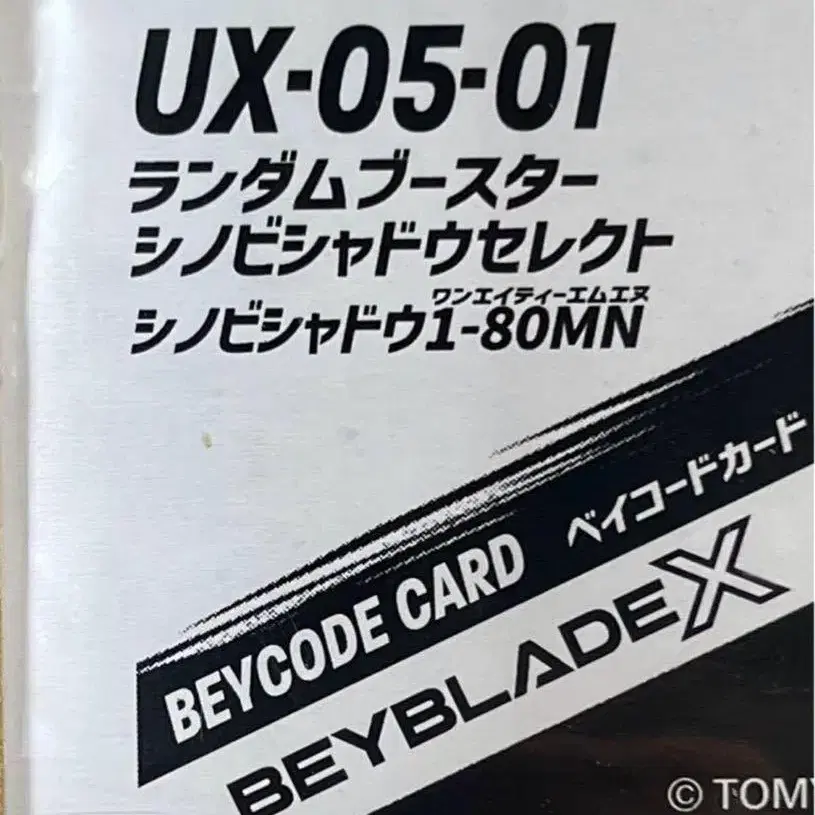 UX-05-01
ランダムブースター
シノビシャドウセレクト
ワンエイティーエムエヌ
シノビシャドウ1-80MN
BEYCODE CARD ベイコードカード
BEYBLADE X
© TOMY